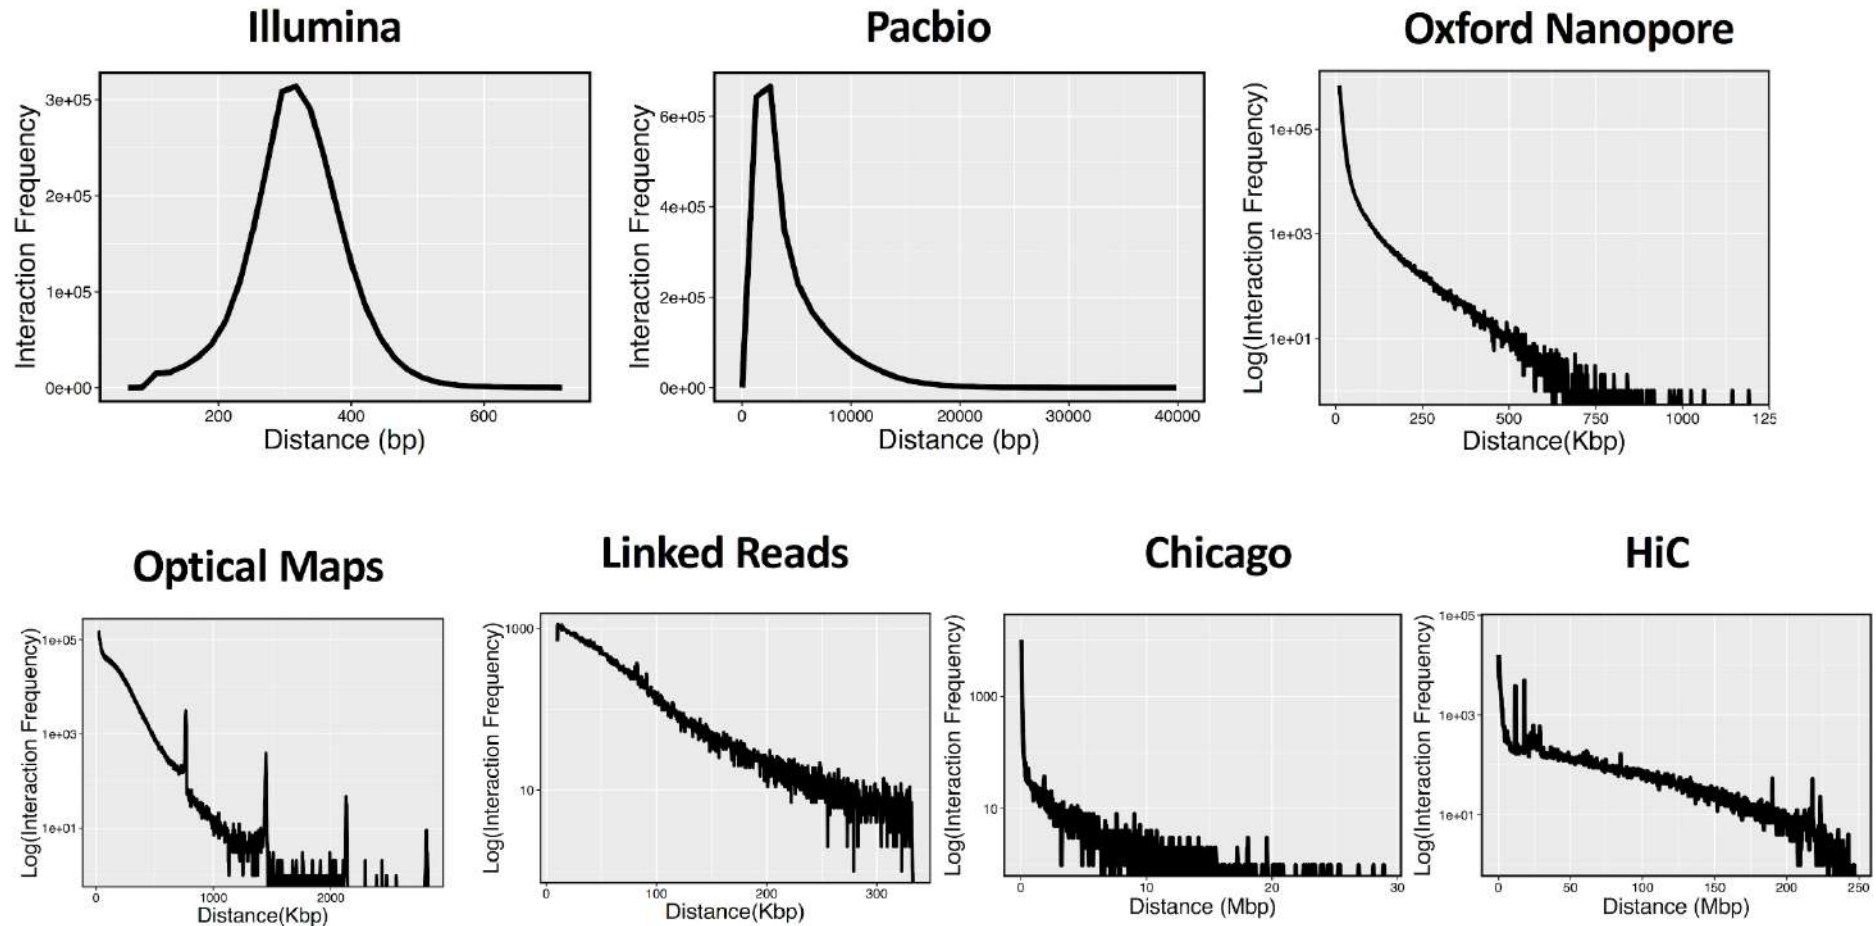 Illumina
Interaction Frequency
3e+05
2e+05
1e+05
0e+00
200 400 600
Distance (bp)
Pacbio
Interaction Frequency
6e+05
4e+05
2e+05
0e+00
0 10000 20000 30000 40000
Distance (bp)
Oxford Nanopore
Log(Interaction Frequency)
1e+05
1e+03
1e+01
0 250 500 750 1000 125
Distance(Kbp)
Optical Maps
Log(Interaction Frequency)
1e+05
1e+03
1e+01
0 1000 2000
Distance(Kbp)
Linked Reads
Log(Interaction Frequency)
1000
10
0 100 200 300
Distance(Kbp)
Chicago
Log(Interaction Frequency)
1000
10
0 10 20 30
Distance (Mbp)
HiC
Log(Interaction Frequency)
1e+05
1e+03
1e+01
0 50 100 150 200 250
Distance (Mbp)